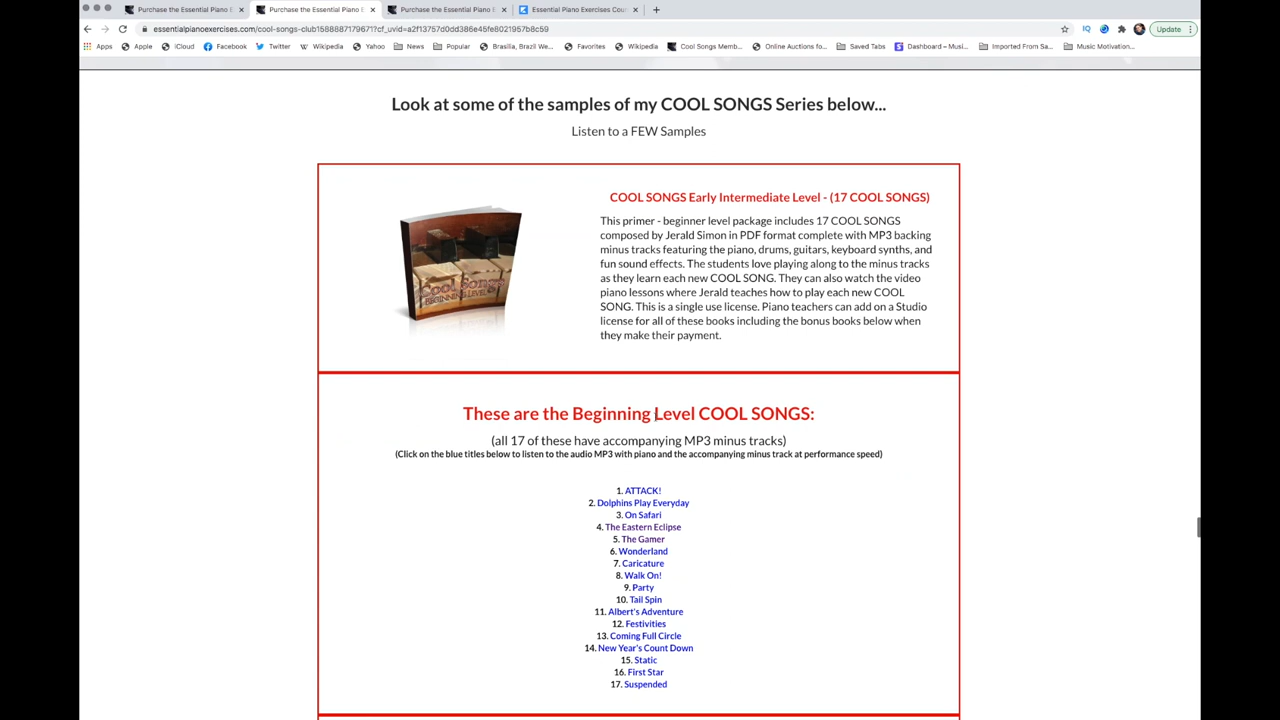 Purchase the Essential Piano E
Purchase the Essential Piano E
Purchase the Essential Piano E
Essential Piano Exercises Cour
essentialpianoexercises.com/cool-songs-club1588887179671?cf_uvid=a2f13757d0dd386e45fe8021957b8c59
Update
Apps
Apple
iCloud
Facebook
Twitter
Wikipedia
Yahoo
News
Popular
Brasilia, Brazil We...
Favorites
Wikipedia
Cool Songs Memb...
Online Auctions fo...
Saved Tabs
Dashboard – Musi...
Imported From Sa...
Music Motivation...
Look at some of the samples of my COOL SONGS Series below...
Listen to a FEW Samples
COOL SONGS Early Intermediate Level - (17 COOL SONGS)
This primer - beginner level package includes 17 COOL SONGS
composed by Jerald Simon in PDF format complete with MP3 backing
minus tracks featuring the piano, drums, guitars, keyboard synths, and
fun sound effects. The students love playing along to the minus tracks
as they learn each new COOL SONG. They can also watch the video
piano lessons where Jerald teaches how to play each new COOL
SONG. This is a single use license. Piano teachers can add on a Studio
license for all of these books including the bonus books below when
they make their payment.
Cool Songs
BEGINNING LEVEL
These are the Beginning Level COOL SONGS:
(all 17 of these have accompanying MP3 minus tracks)
(Click on the blue titles below to listen to the audio MP3 with piano and the accompanying minus track at performance speed)
1. ATTACK!
2. Dolphins Play Everyday
3. On Safari
4. The Eastern Eclipse
5. The Gamer
6. Wonderland
7. Caricature
8. Walk On!
9. Party
10. Tail Spin
11. Albert's Adventure
12. Festivities
13. Coming Full Circle
14. New Year's Count Down
15. Static
16. First Star
17. Suspended